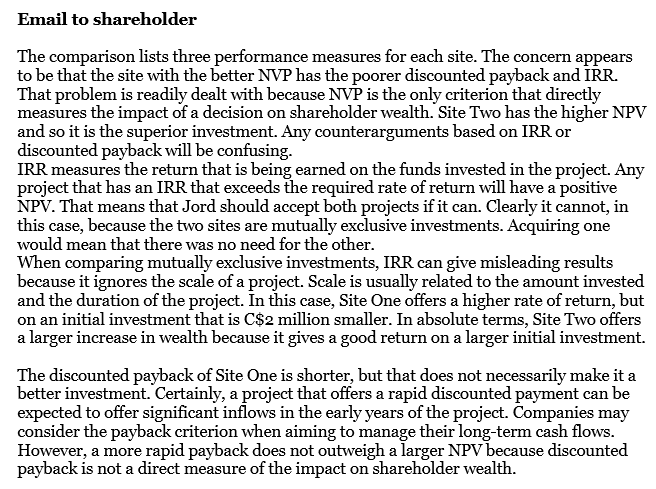 Email to shareholder
The comparison lists three performance measures for each site. The concern appears
to be that the site with the better NVP has the poorer discounted payback and IRR.
That problem is readily dealt with because NVP is the only criterion that directly
measures the impact of a decision on shareholder wealth. Site Two has the higher NPV
and so it is the superior investment. Any counterarguments based on IRR or
discounted payback will be confusing.
IRR measures the return that is being earned on the funds invested in the project. Any
project that has an IRR that exceeds the required rate of return will have a positive
NPV. That means that Jord should accept both projects if it can. Clearly it cannot, in
this case, because the two sites are mutually exclusive investments. Acquiring one
would mean that there was no need for the other.
When comparing mutually exclusive investments, IRR can give misleading results
because it ignores the scale of a project. Scale is usually related to the amount invested
and the duration of the project. In this case, Site One offers a higher rate of return, but
on an initial investment that is C$2 million smaller. In absolute terms, Site Two offers
a larger increase in wealth because it gives a good return on a larger initial investment.
The discounted payback of Site One is shorter, but that does not necessarily make it a
better investment. Certainly, a project that offers a rapid discounted payment can be
expected to offer significant inflows in the early years of the project. Companies may
consider the payback criterion when aiming to manage their long-term cash flows.
However, a more rapid payback does not outweigh a larger NPV because discounted
payback is not a direct measure of the impact on shareholder wealth.